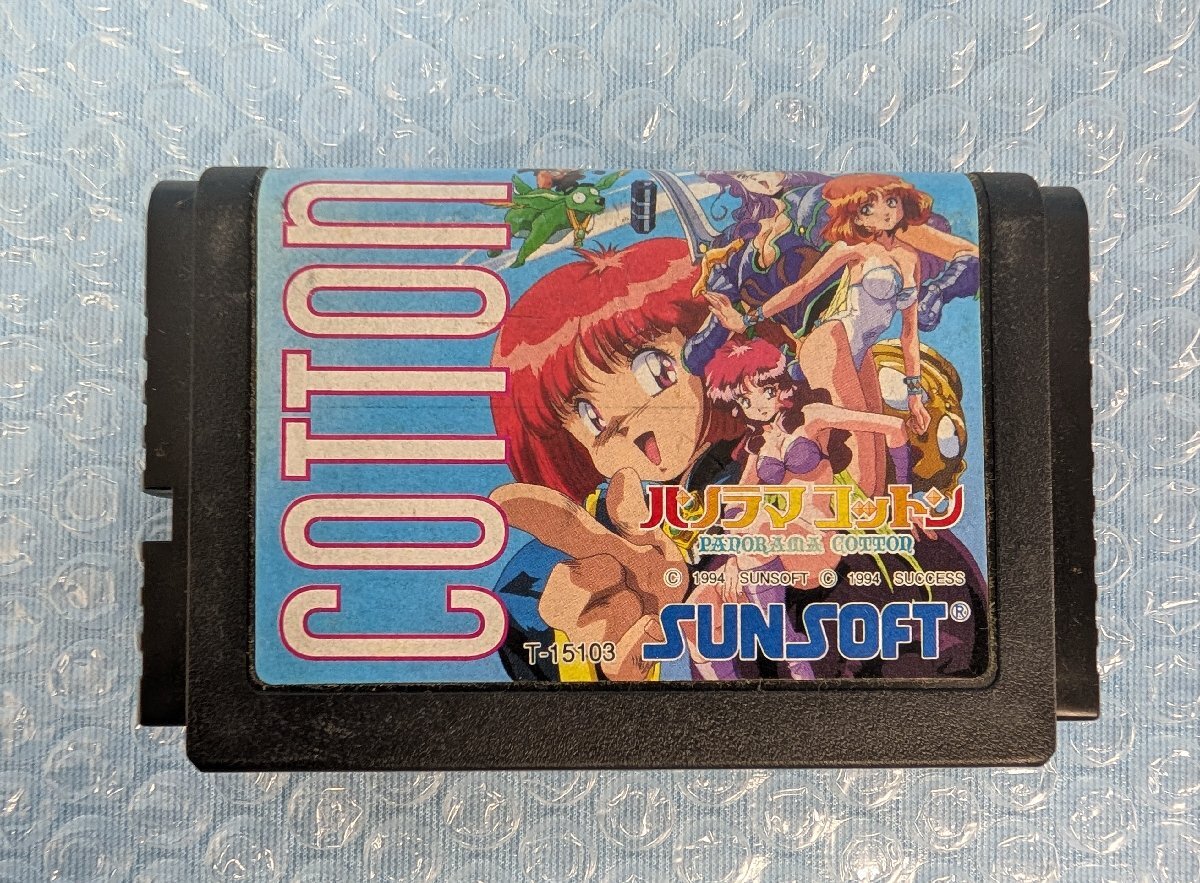 COTTON
パノラマ コットン
PANORAMA COTTON
© 1994 SUNSOFT © 1994 SUCCESS
T-15103
SUNSOFT®